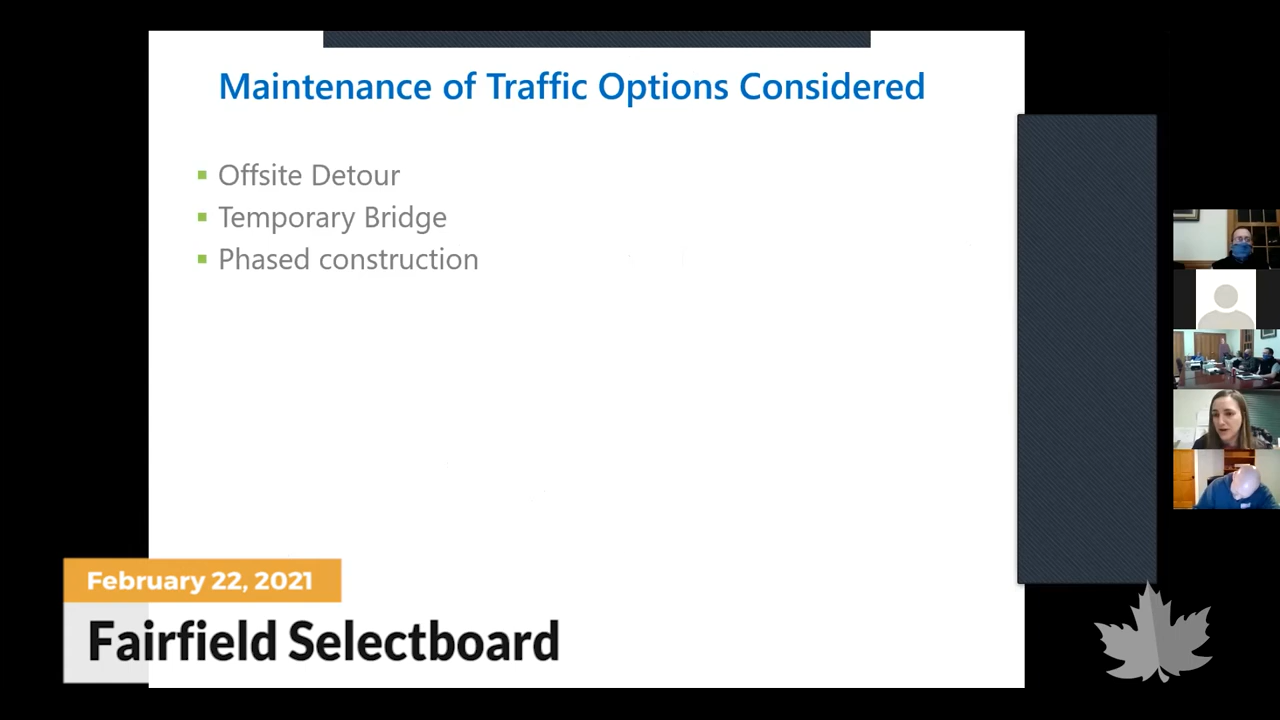 Maintenance of Traffic Options Considered
Offsite Detour
Temporary Bridge
Phased construction
February 22, 2021
Fairfield Selectboard